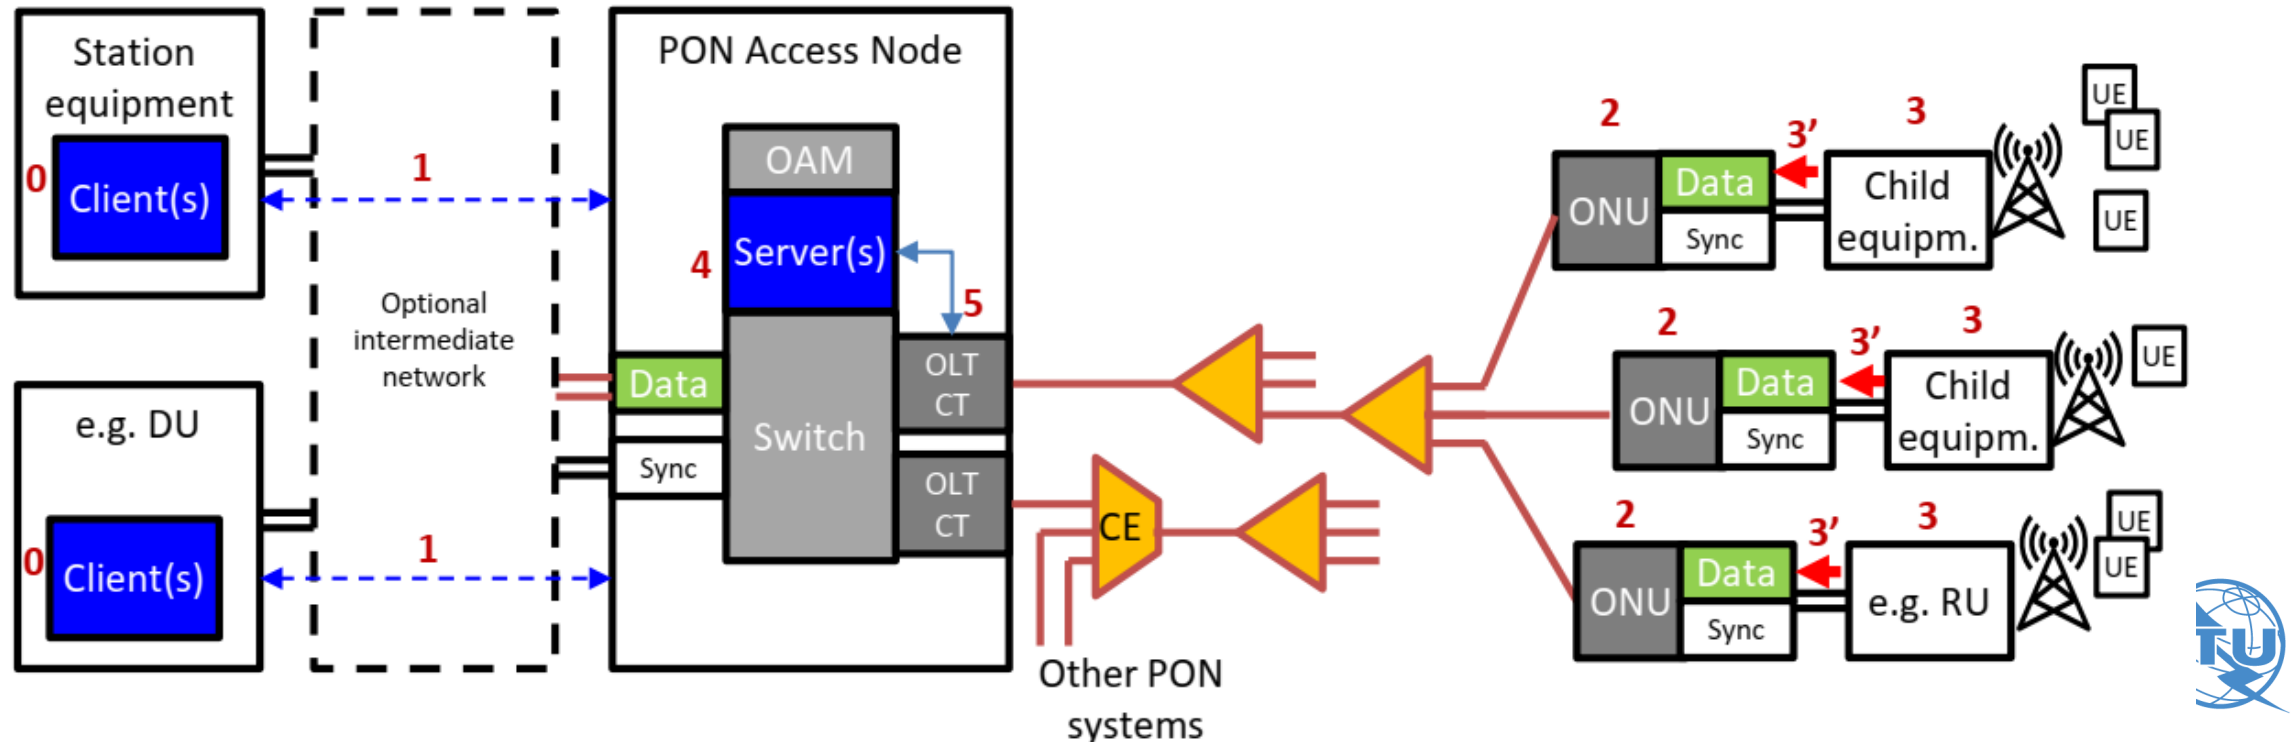 Station
equipment
0
Client(s)
1
e.g. DU
0
Client(s)
1
Optional
intermediate
network
PON Access Node
OAM
Server(s)
4
5
Data
Sync
Switch
OLT
CT
OLT
CT
CE
Other PON
systems
2
3’
3
ONU
Data
Sync
Child
equipm.
UE
UE
UE
2
3’
3
ONU
Data
Sync
Child
equipm.
UE
2
3’
3
ONU
Data
Sync
e.g. RU
UE
UE
TU